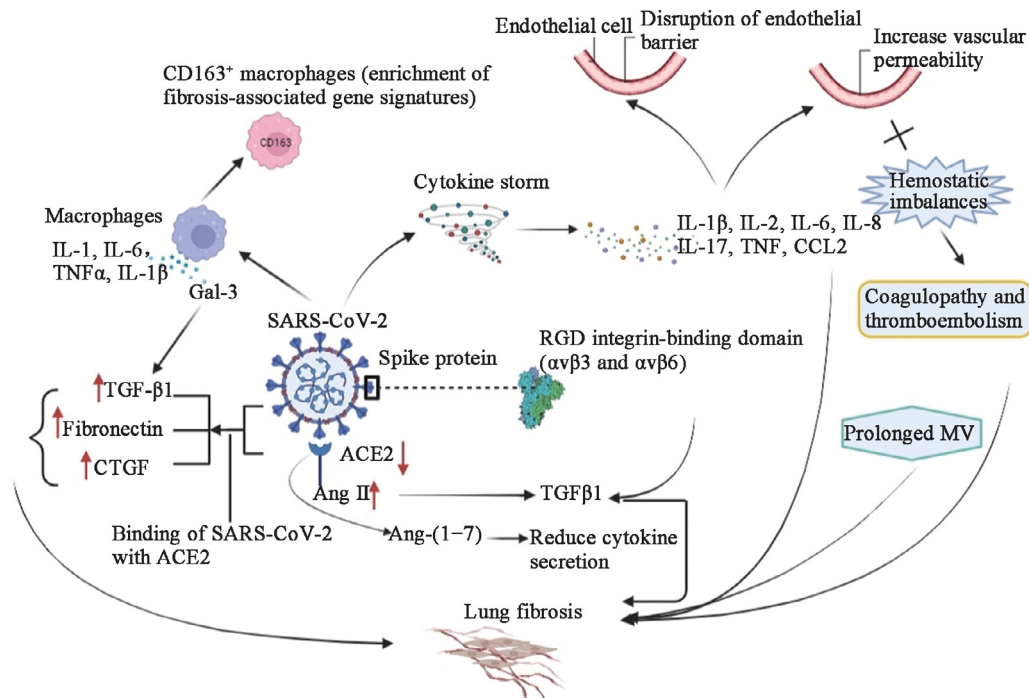 Endothelial cell
Disruption of endothelial
barrier
Increase vascular
permeability
CD163⁺ macrophages (enrichment of
fibrosis-associated gene signatures)
CD163
Cytokine storm
Hemostatic
imbalances
Macrophages
IL-1, IL-6,
TNFα, IL-1β
Gal-3
IL-1β, IL-2, IL-6, IL-8
IL-17, TNF, CCL2
Coagulopathy and
thromboembolism
SARS-CoV-2
Spike protein
RGD integrin-binding domain
(αvβ3 and αvβ6)
TGF-β1
Fibronectin
CTGF
Prolonged MV
ACE2
Ang II
TGFβ1
Binding of SARS-CoV-2
with ACE2
Ang-(1−7)
Reduce cytokine
secretion
Lung fibrosis